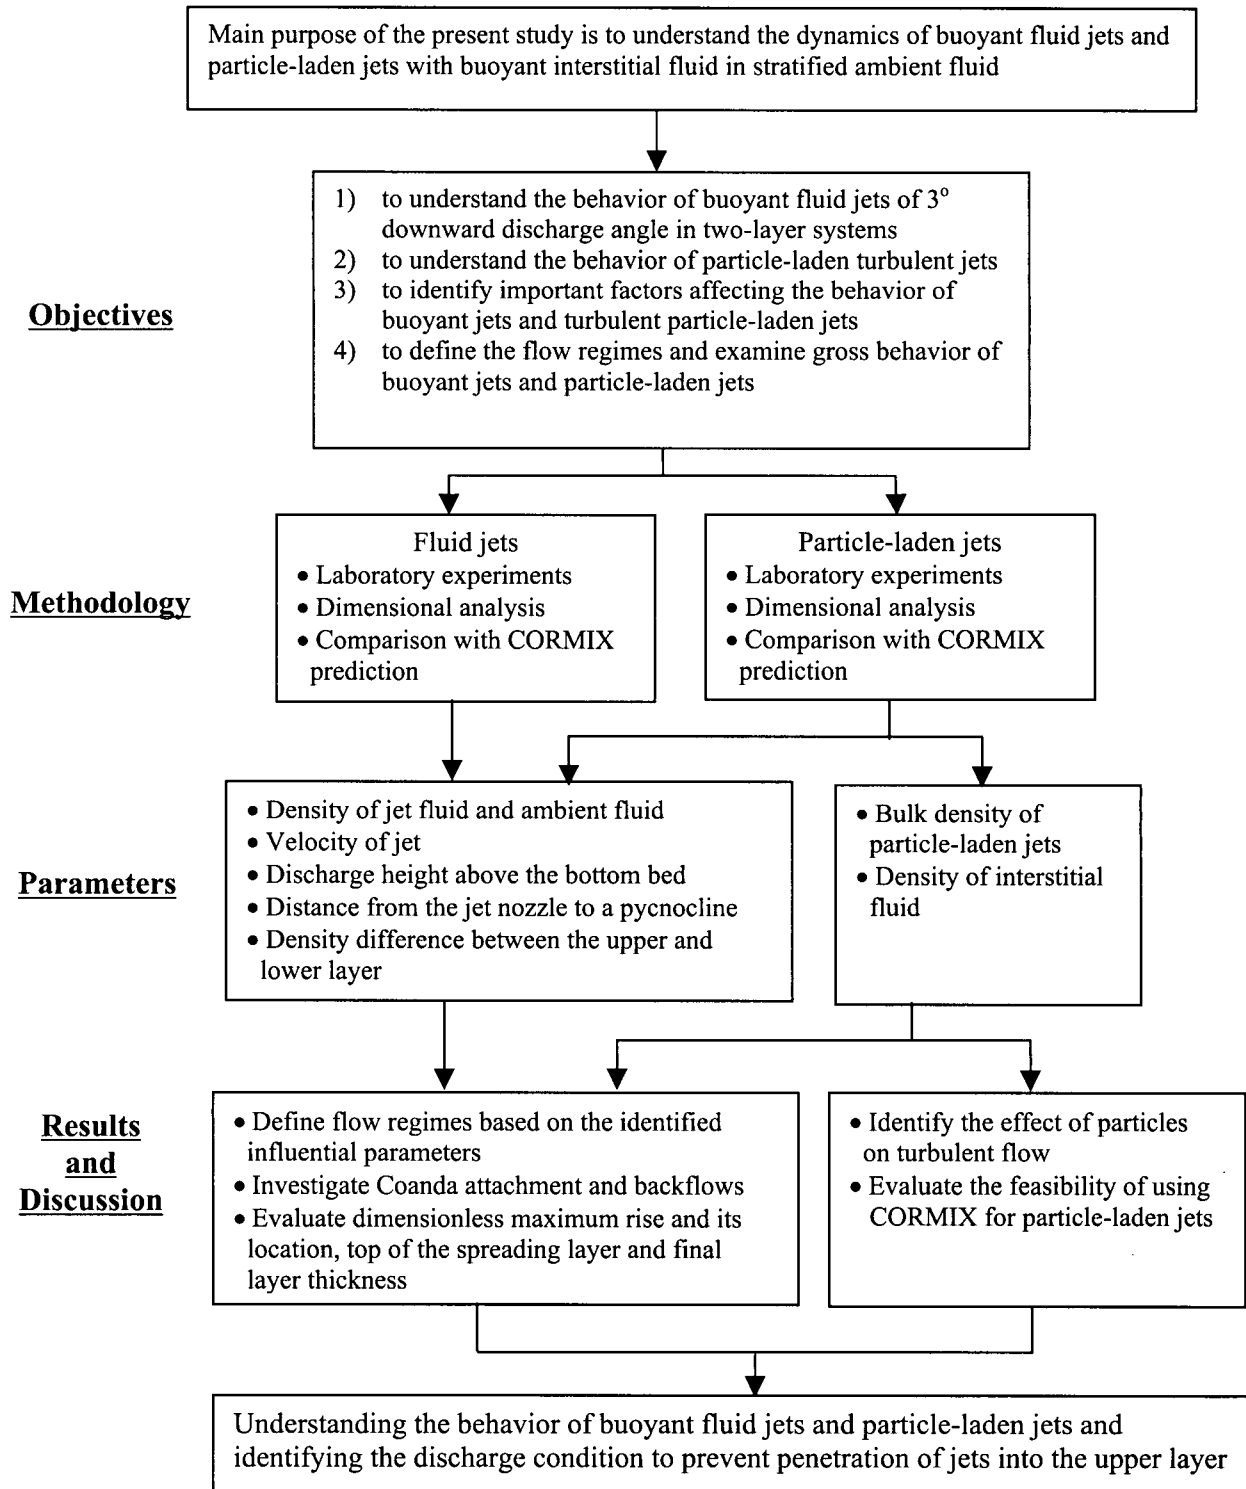 Main purpose of the present study is to understand the dynamics of buoyant fluid jets and
particle-laden jets with buoyant interstitial fluid in stratified ambient fluid
Objectives
1) to understand the behavior of buoyant fluid jets of 3° 
downward discharge angle in two-layer systems
2) to understand the behavior of particle-laden turbulent jets
3) to identify important factors affecting the behavior of
buoyant jets and turbulent particle-laden jets
4) to define the flow regimes and examine gross behavior of
buoyant jets and particle-laden jets
Methodology
Fluid jets
• Laboratory experiments
• Dimensional analysis
• Comparison with CORMIX
prediction
Particle-laden jets
• Laboratory experiments
• Dimensional analysis
• Comparison with CORMIX
prediction
Parameters
• Density of jet fluid and ambient fluid
• Velocity of jet
• Discharge height above the bottom bed
• Distance from the jet nozzle to a pycnocline
• Density difference between the upper and
lower layer
• Bulk density of
particle-laden jets
• Density of interstitial
fluid
Results
and
Discussion
• Define flow regimes based on the identified
influential parameters
• Investigate Coanda attachment and backflows
• Evaluate dimensionless maximum rise and its
location, top of the spreading layer and final
layer thickness
• Identify the effect of particles
on turbulent flow
• Evaluate the feasibility of using
CORMIX for particle-laden jets
Understanding the behavior of buoyant fluid jets and particle-laden jets and
identifying the discharge condition to prevent penetration of jets into the upper layer